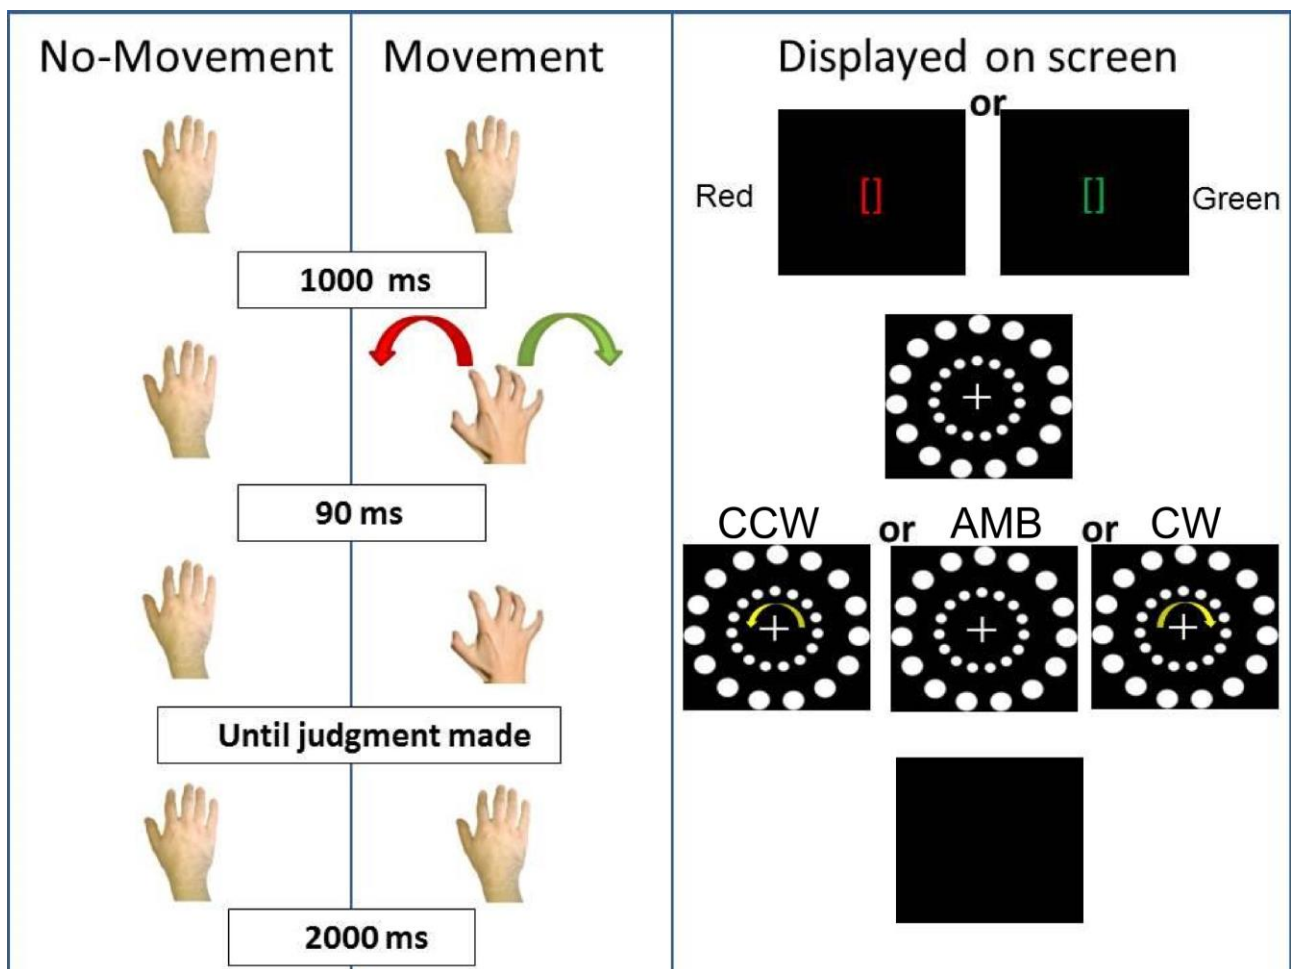 No-Movement
Movement
Displayed on screen
or
Red
[]
[]
Green
1000 ms
90 ms
CCW or AMB or CW
Until judgment made
2000 ms